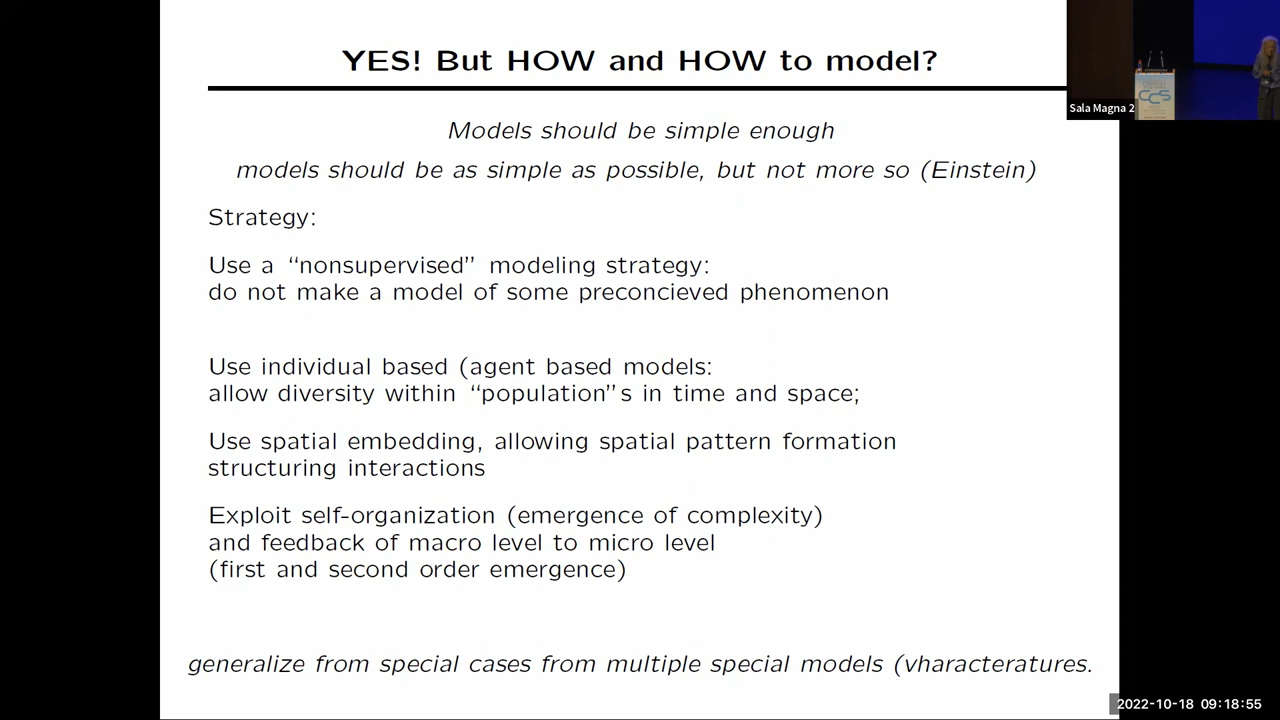 YES! But HOW and HOW to model?
Models should be simple enough
models should be as simple as possible, but not more so (Einstein)
Strategy:
Use a “nonsupervised” modeling strategy:
do not make a model of some preconcieved phenomenon
Use individual based (agent based models:
allow diversity within “population”s in time and space;
Use spatial embedding, allowing spatial pattern formation
structuring interactions
Exploit self-organization (emergence of complexity)
and feedback of macro level to micro level
(first and second order emergence)
generalize from special cases from multiple special models (vharacteratures.
Sala Magna 2
CCS
2022-10-18 09:18:55